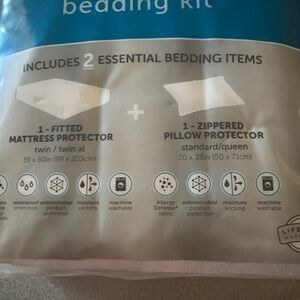 bedding kit
INCLUDES 2 ESSENTIAL BEDDING ITEMS
1 - FITTED
MATTRESS PROTECTOR
twin / twin xl
39 x 80in (99 x 203cm)
waterproof
protection
antimicrobial
product
protection
moisture
wicking
machine
washable
+
1 - ZIPPERED
PILLOW PROTECTOR
standard/queen
20 x 28in (50 x 71cm)
Allergy
Defense
fabric
antimicrobial
product
protection
moisture
wicking
machine
washable